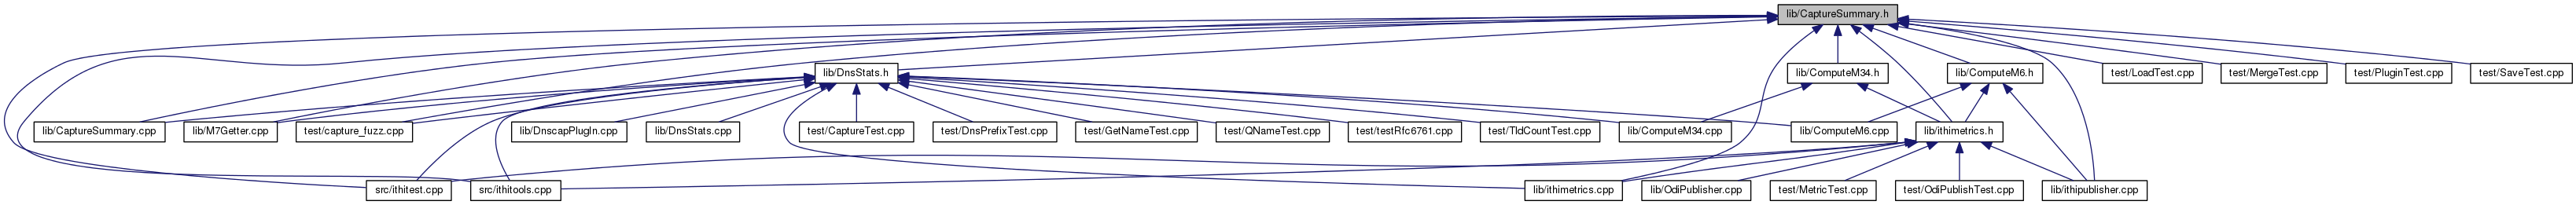 lib/CaptureSummary.h
lib/DnsStats.h
lib/ComputeM34.h
lib/ComputeM6.h
test/LoadTest.cpp
test/MergeTest.cpp
test/PluginTest.cpp
test/SaveTest.cpp
lib/CaptureSummary.cpp
lib/M7Getter.cpp
test/capture_fuzz.cpp
lib/DnscapPlugIn.cpp
lib/DnsStats.cpp
test/CaptureTest.cpp
test/DnsPrefixTest.cpp
test/GetNameTest.cpp
test/QNameTest.cpp
test/testRfc6761.cpp
test/TldCountTest.cpp
lib/ComputeM34.cpp
lib/ComputeM6.cpp
lib/ithimetrics.h
src/ithitest.cpp
src/ithitools.cpp
lib/ithimetrics.cpp
lib/OdiPublisher.cpp
test/MetricTest.cpp
test/OdiPublishTest.cpp
lib/ithipublisher.cpp